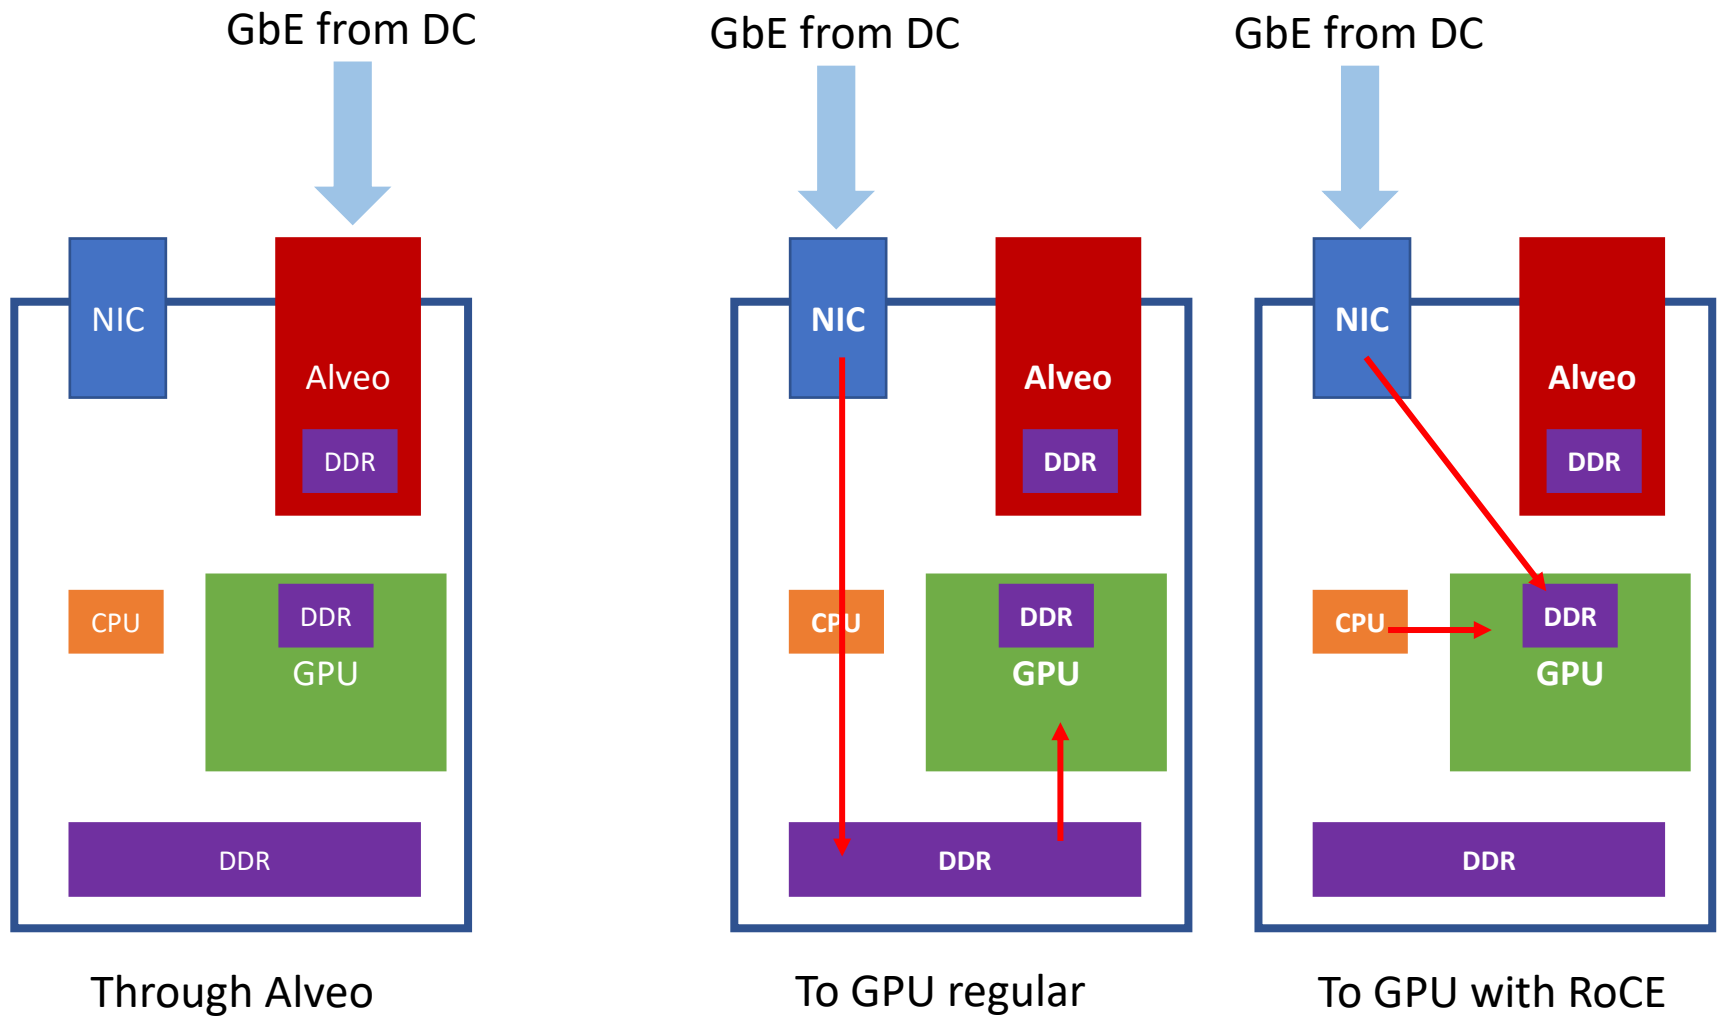 GbE from DC
NIC
Alveo
DDR
CPU
DDR
GPU
DDR
Through Alveo
GbE from DC
NIC
Alveo
DDR
CPU
DDR
GPU
DDR
To GPU regular
GbE from DC
NIC
Alveo
DDR
CPU
DDR
GPU
DDR
To GPU with RoCE